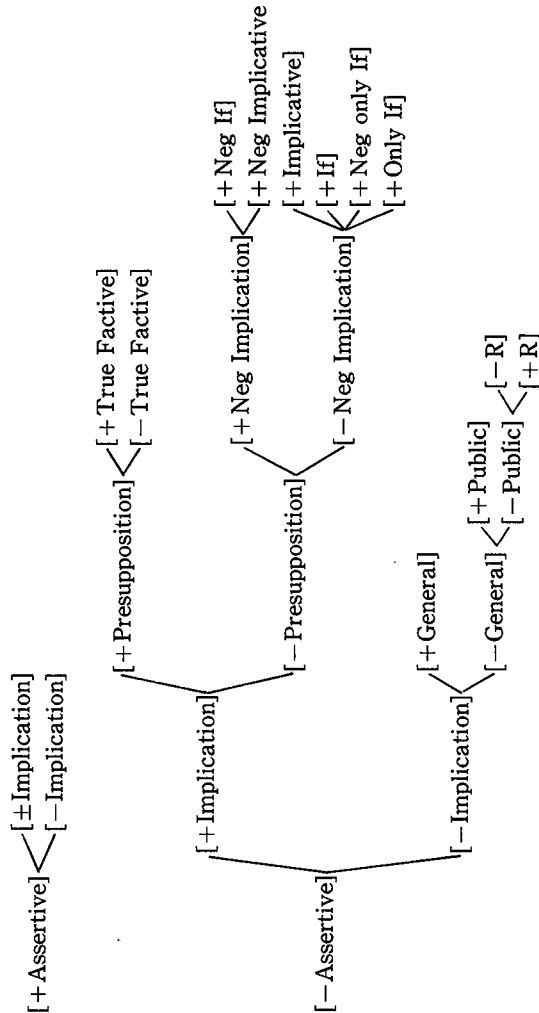 [+Assertive]
[±Implication]
[−Implication]
[−Assertive]
[+Implication]
[+Presupposition]
[+True Factive]
[−True Factive]
[−Presupposition]
[+Neg Implication]
[+Neg If]
[+Neg Implicative
[−Neg Implication]
[+Implicative]
[+If]
[+Neg only If]
[+Only If]
[−Implication]
[+General]
[−General]
[+Public]
[−Public]
[−R]
[+R]